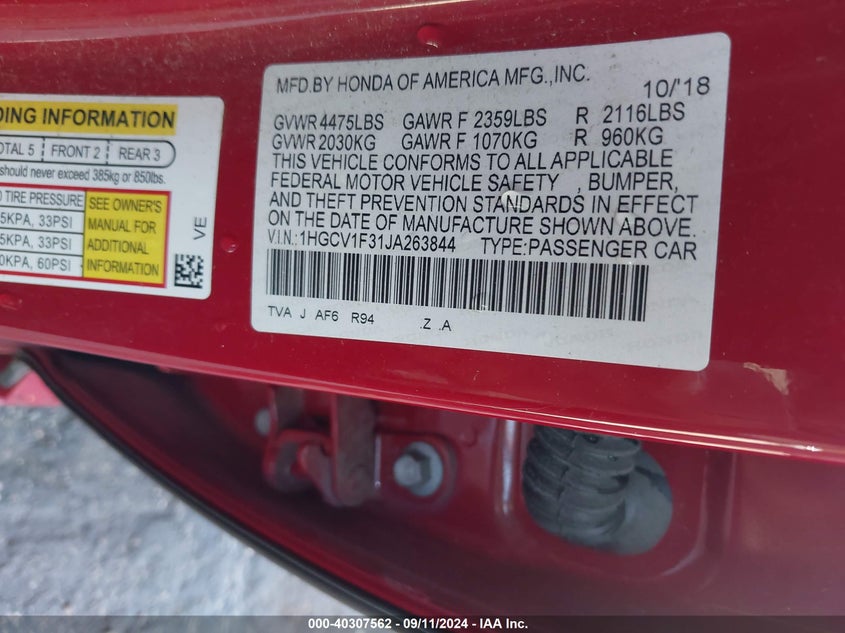 DING INFORMATION
OTAL 5 FRONT 2 REAR 3
should never exceed 385kg or 850lbs.
TIRE PRESSURE
5KPA, 33PSI
5KPA, 33PSI
0KPA, 60PSI
SEE OWNER'S
MANUAL FOR
ADDITIONAL
INFORMATION
VE
MFD.BY HONDA OF AMERICA MFG.,INC. 10/'18
GVWR 4475LBS GAWR F 2359LBS R 2116LBS
GVWR 2030KG GAWR F 1070KG R 960KG
THIS VEHICLE CONFORMS TO ALL APPLICABLE
FEDERAL MOTOR VEHICLE SAFETY , BUMPER,
AND THEFT PREVENTION STANDARDS IN EFFECT
ON THE DATE OF MANUFACTURE SHOWN ABOVE.
V.I.N.: 1HGCV1F31JA263844 TYPE:PASSENGER CAR
TVA J AF6 R94 .Z .A
000-40307562 - 09/11/2024 - IAA Inc.